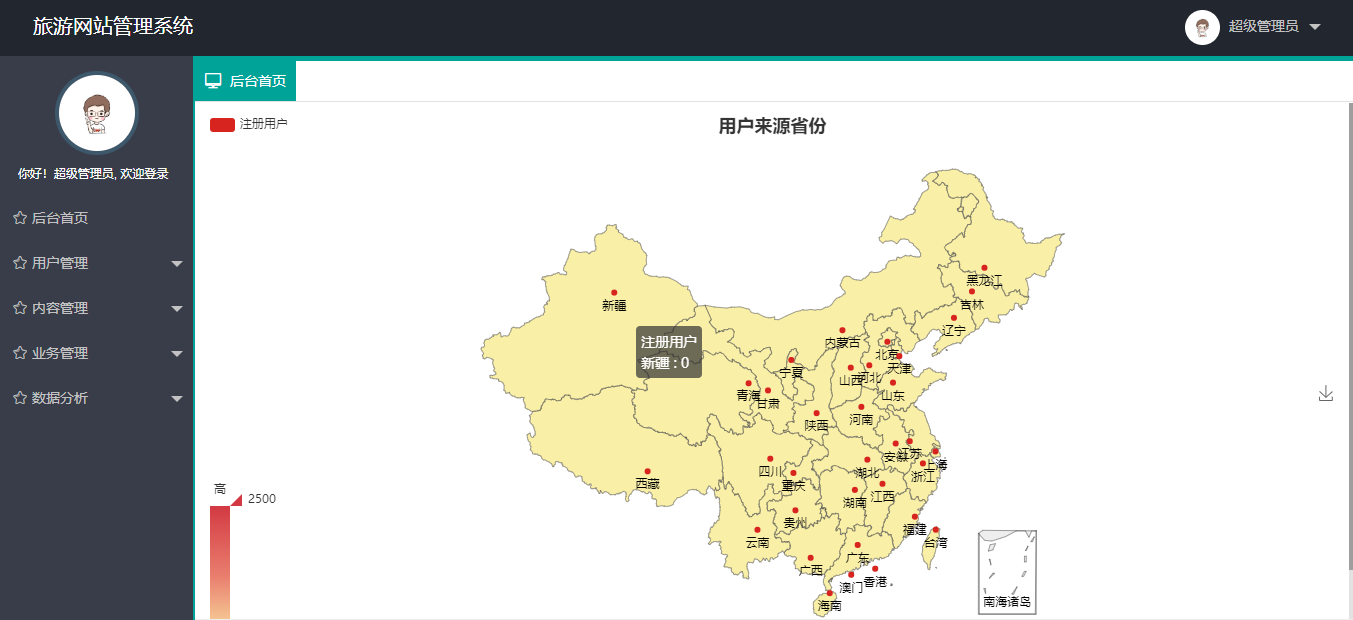 旅游网站管理系统
超级管理员
你好！超级管理员, 欢迎登录
后台首页
用户管理
内容管理
业务管理
数据分析
后台首页
注册用户
用户来源省份
黑龙江
吉林
辽宁
新疆
内蒙古
北京
天津
注册用户
新疆 : 0
宁夏
山西
河北
青海
甘肃
山东
陕西
河南
安徽
江苏
上海
四川
重庆
湖北
浙江
西藏
湖南
江西
贵州
福建
云南
台湾
广东
广西
澳门
香港
海南
南海诸岛
高
2500